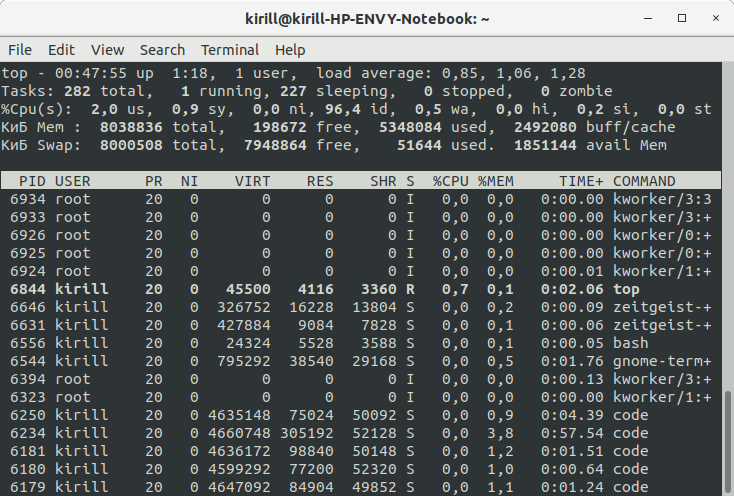 kirill@kirill-HP-ENVY-Notebook: ~
File Edit View Search Terminal Help
top - 00:47:55 up  1:18,  1 user,  load average: 0,85, 1,06, 1,28
Tasks: 282 total,   1 running, 227 sleeping,   0 stopped,   0 zombie
%Cpu(s):  2,0 us,  0,9 sy,  0,0 ni, 96,4 id,  0,5 wa,  0,0 hi,  0,2 si,  0,0 st
КиБ Mem :  8038836 total,   198672 free,  5348084 used,  2492080 buff/cache
КиБ Swap:  8000508 total,  7948864 free,    51644 used.  1851144 avail Mem
PID USER      PR  NI    VIRT    RES    SHR S  %CPU %MEM     TIME+ COMMAND
6934 root      20   0       0      0      0 I   0,0  0,0   0:00.00 kworker/3:3
6933 root      20   0       0      0      0 I   0,0  0,0   0:00.00 kworker/3:+
6926 root      20   0       0      0      0 I   0,0  0,0   0:00.00 kworker/0:+
6925 root      20   0       0      0      0 I   0,0  0,0   0:00.00 kworker/0:+
6924 root      20   0       0      0      0 I   0,0  0,0   0:00.01 kworker/1:+
6844 kirill    20   0   45500   4116   3360 R   0,7  0,1   0:02.06 top
6646 kirill    20   0  326752  16228  13804 S   0,0  0,2   0:00.09 zeitgeist-+
6631 kirill    20   0  427884   9084   7828 S   0,0  0,1   0:00.06 zeitgeist-+
6556 kirill    20   0   24324   5528   3588 S   0,0  0,1   0:00.05 bash
6544 kirill    20   0  795292  38540  29168 S   0,0  0,5   0:01.76 gnome-term+
6394 root      20   0       0      0      0 I   0,0  0,0   0:00.13 kworker/3:+
6323 root      20   0       0      0      0 I   0,0  0,0   0:00.00 kworker/1:+
6250 kirill    20   0 4635148  75024  50092 S   0,0  0,9   0:04.39 code
6234 kirill    20   0 4660748 305192  52128 S   0,0  3,8   0:57.54 code
6181 kirill    20   0 4636172  98840  50148 S   0,0  1,2   0:01.51 code
6180 kirill    20   0 4599292  77200  52320 S   0,0  1,0   0:00.64 code
6179 kirill    20   0 4647092  84904  49852 S   0,0  1,1   0:01.24 code